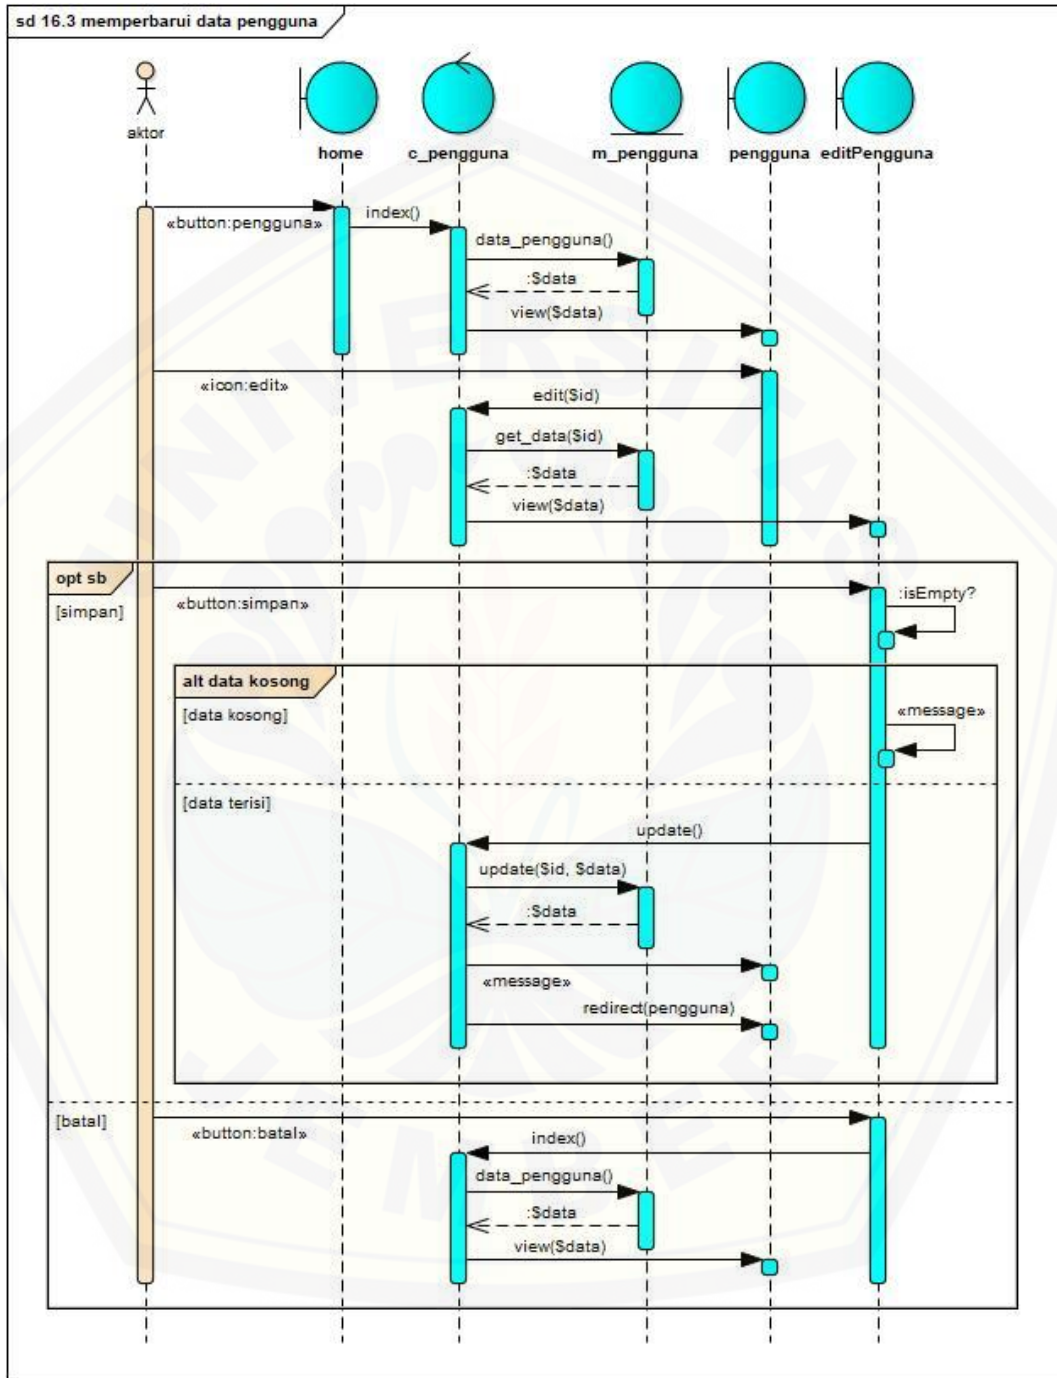 sd 16.3 memperbarui data pengguna
aktor
home
c_pengguna
m_pengguna
pengguna
editPengguna
«button:pengguna»
index()
data_pengguna()
:$data
view($data)
«icon:edit»
edit($id)
get_data($id)
:$data
view($data)
opt sb
[simpan]
«button:simpan»
:isEmpty?
alt data kosong
[data kosong]
«message»
[data terisi]
update()
update($id, $data)
:$data
«message»
redirect(pengguna)
[batal]
«button:batal»
index()
data_pengguna()
:$data
view($data)
UNIVERSITAS
JEMBER